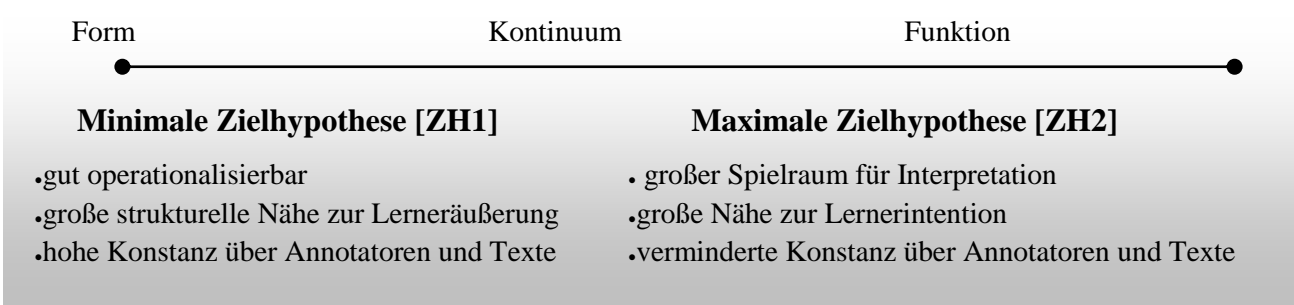 Form Kontinuum Funktion
Minimale Zielhypothese [ZH1] Maximale Zielhypothese [ZH2]
•gut operationalisierbar • großer Spielraum für Interpretation
•große strukturelle Nähe zur Lerneräußerung •große Nähe zur Lernerintention
•hohe Konstanz über Annotatoren und Texte •verminderte Konstanz über Annotatoren und Texte